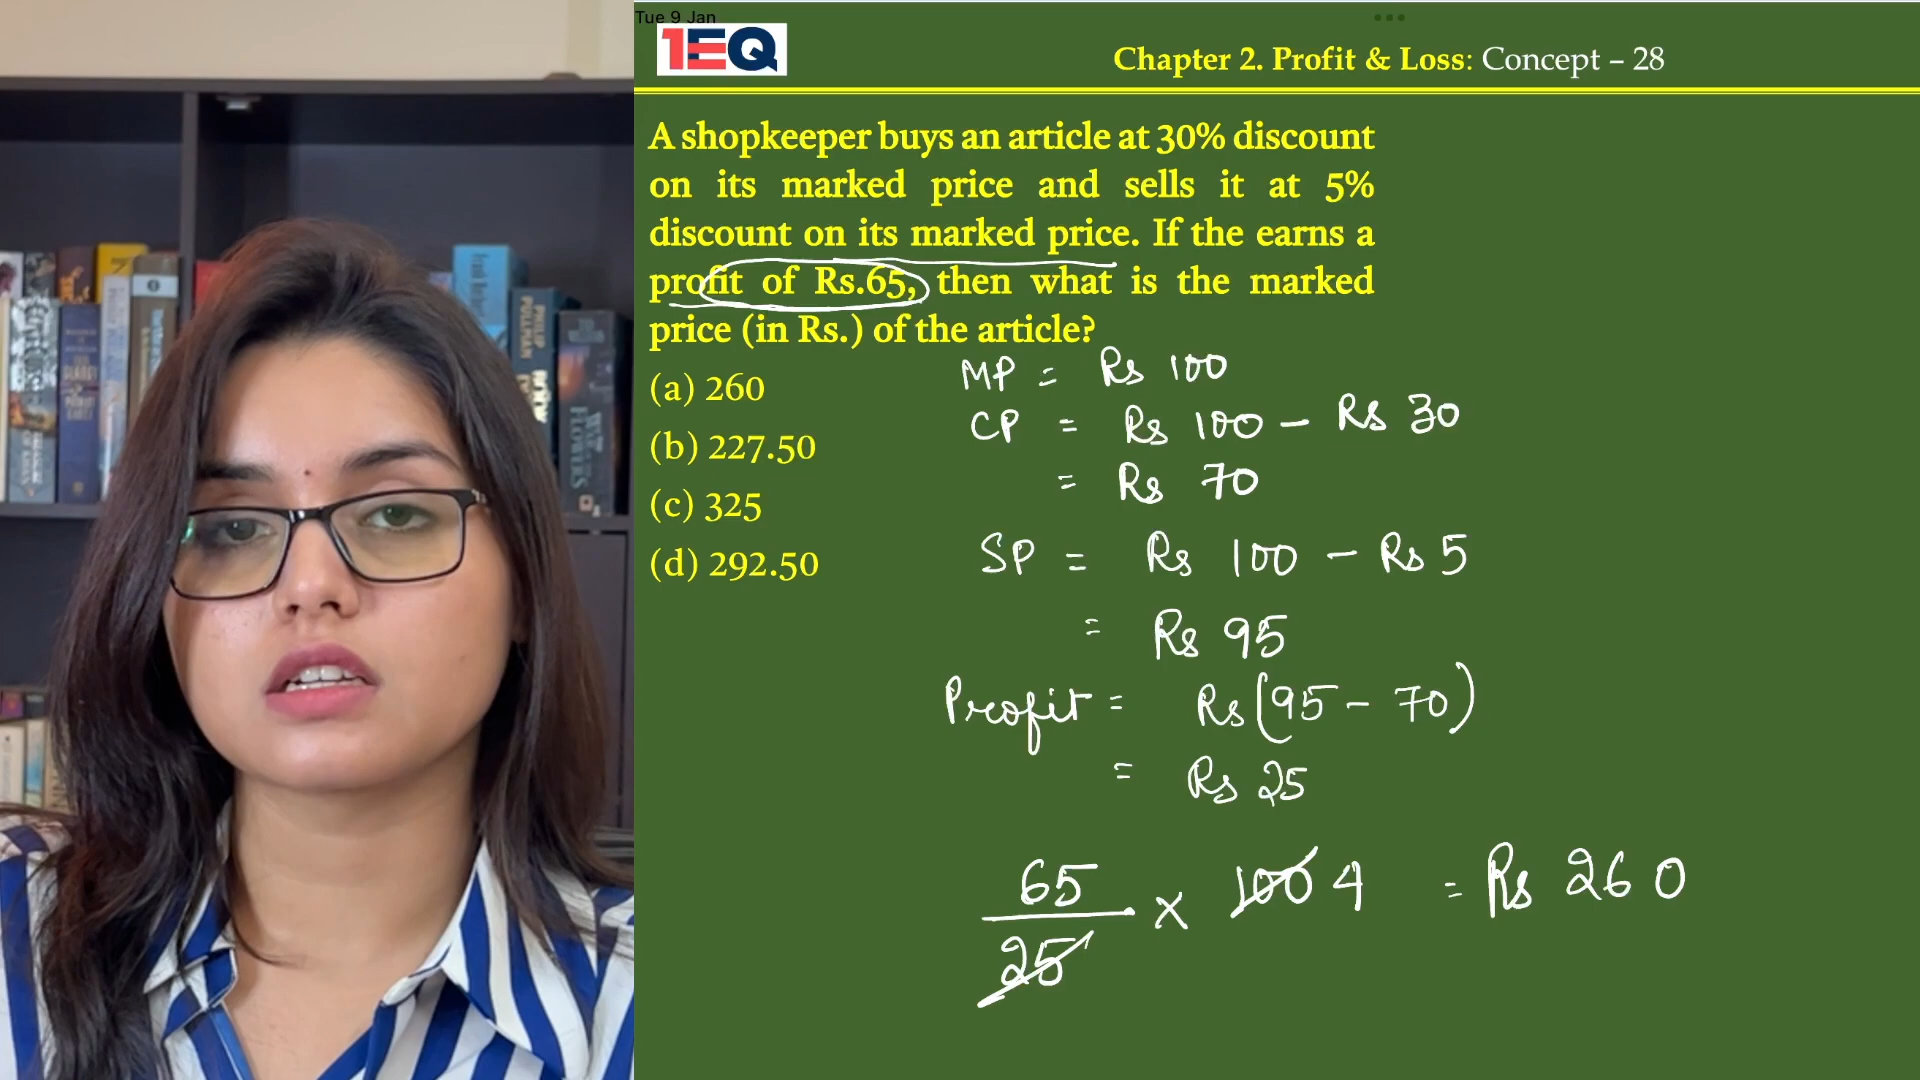 Tue 9 Jan
1EQ
Chapter 2. Profit & Loss: Concept – 28
A shopkeeper buys an article at 30% discount
on its marked price and sells it at 5%
discount on its marked price. If the earns a
profit of Rs.65, then what is the marked
price (in Rs.) of the article?
(a) 260
(b) 227.50
(c) 325
(d) 292.50
MP = Rs 100
CP = Rs 100 – Rs 30
= Rs 70
SP = Rs 100 – Rs 5
= Rs 95
Profit = Rs (95 – 70)
= Rs 25
65
25 × 100 4 = Rs 260
PHILIP PULLMAN
FLOWERS